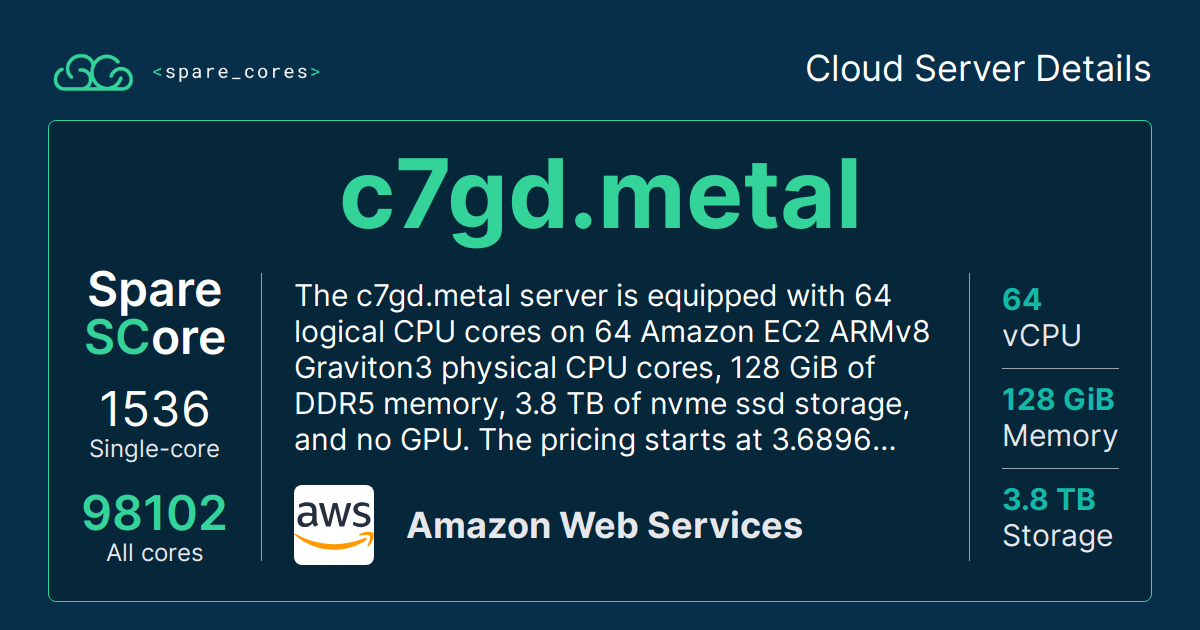 <spare_cores>
Cloud Server Details
c7gd.metal
Spare
SCore
1536
Single-core
98102
All cores
The c7gd.metal server is equipped with 64
logical CPU cores on 64 Amazon EC2 ARMv8
Graviton3 physical CPU cores, 128 GiB of
DDR5 memory, 3.8 TB of nvme ssd storage,
and no GPU. The pricing starts at 3.6896...
aws
Amazon Web Services
64
vCPU
128 GiB
Memory
3.8 TB
Storage